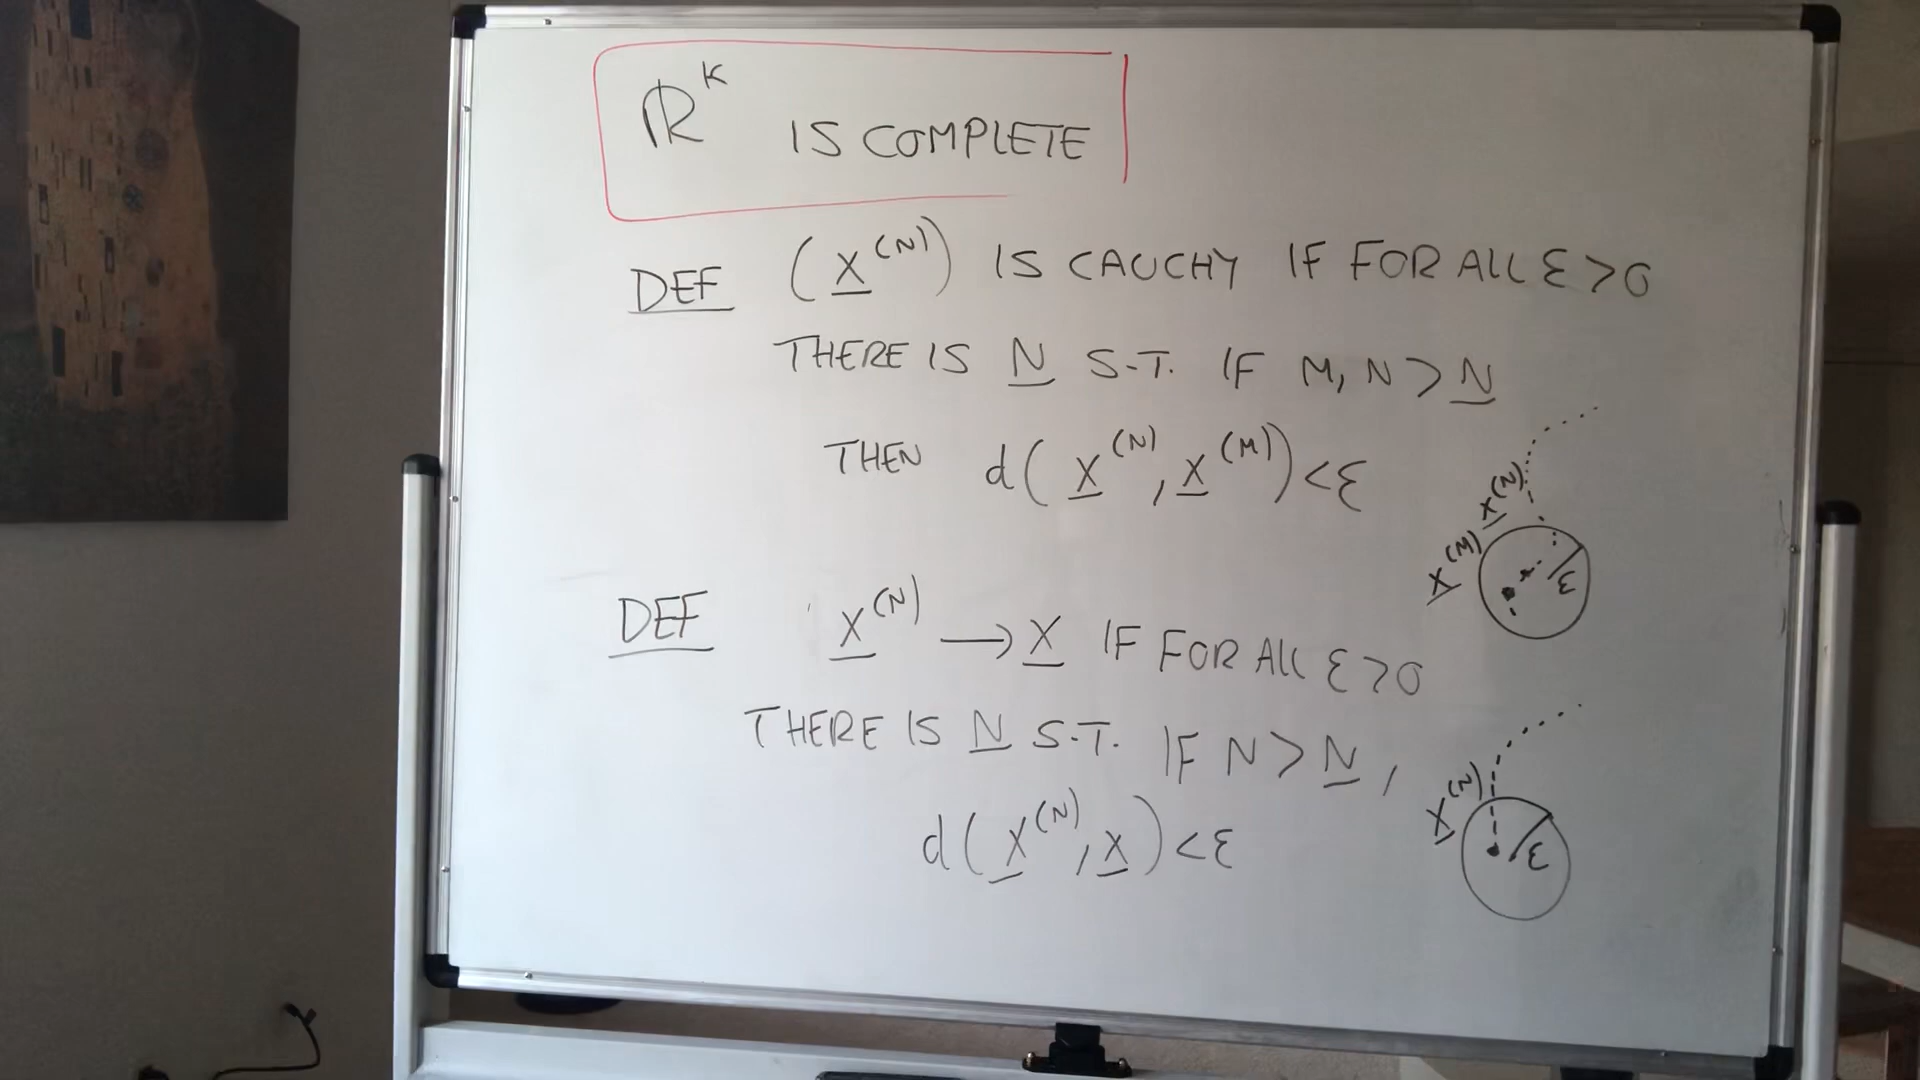 ℝ^K IS COMPLETE
DEF (X^(N)) IS CAUCHY IF FOR ALL ε>0
THERE IS N S.T. IF M, N > N
THEN d(X^(N), X^(M)) < ε
X^(N)
X^(M)
ε
DEF X^(N) → X IF FOR ALL ε>0
THERE IS N S.T. IF N > N,
d(X^(N), X) < ε
X^(N)
ε